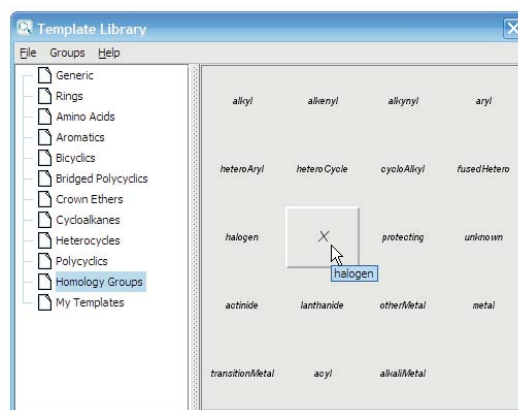 Template Library
File Groups Help
Generic
Rings
Amino Acids
Aromatics
Bicyclics
Bridged Polycyclics
Crown Ethers
Cycloalkanes
Heterocycles
Polycyclics
Homology Groups
My Templates
alkyl alkenyl alkynyl aryl
heteroAryl heteroCycle cycloAlkyl fusedHetero
halogen X protecting unknown
halogen
actinide lanthanide otherMetal metal
transitionMetal acyl alkaliMetal